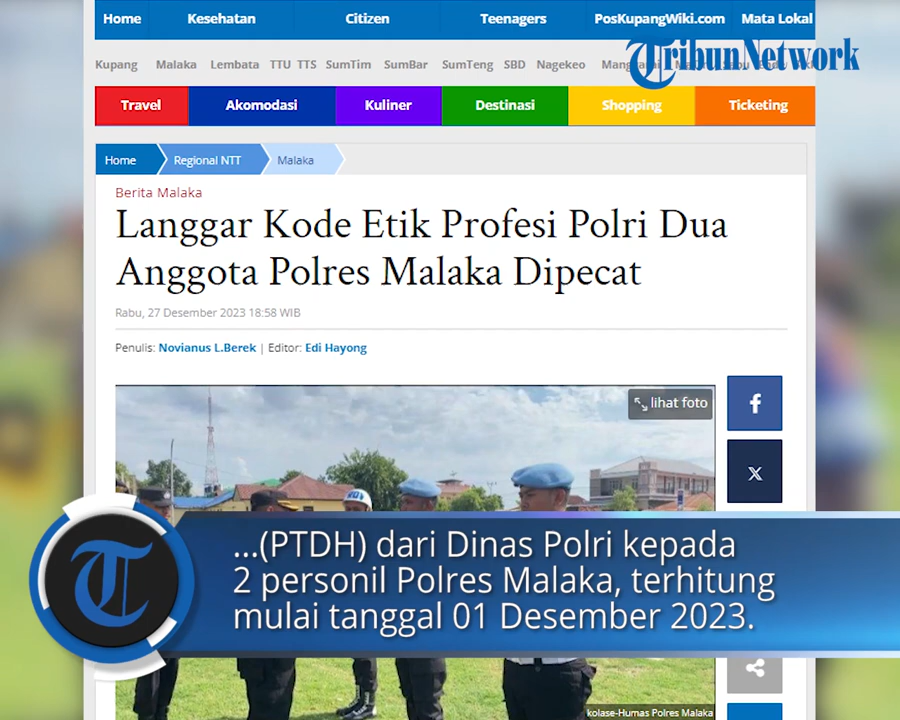 Home Kesehatan Citizen Teenagers PosKupangWiki.com Mata Lokal
TribunNetwork
Kupang Malaka Lembata TTU TTS SumTim SumBar SumTeng SBD Nagekeo
Travel Akomodasi Kuliner Destinasi Shopping Ticketing
Home Regional NTT Malaka
Berita Malaka
Langgar Kode Etik Profesi Polri Dua
Anggota Polres Malaka Dipecat
Rabu, 27 Desember 2023 18:58 WIB
Penulis: Novianus L.Berek | Editor: Edi Hayong
lihat foto
f
X
T
...(PTDH) dari Dinas Polri kepada
2 personil Polres Malaka, terhitung
mulai tanggal 01 Desember 2023.
kolase-Humas Polres Malaka